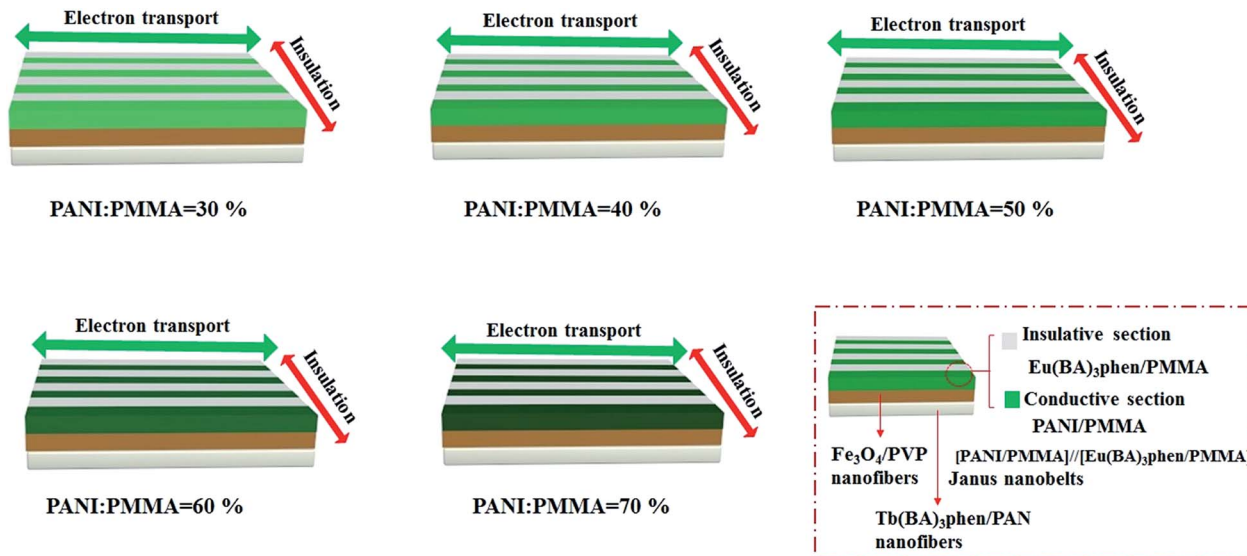 Electron transport
Insulation
PANI:PMMA=30 %
Electron transport
Insulation
PANI:PMMA=40 %
Electron transport
Insulation
PANI:PMMA=50 %
Electron transport
Insulation
PANI:PMMA=60 %
Electron transport
Insulation
PANI:PMMA=70 %
Insulative section
Eu(BA)₃phen/PMMA
Conductive section
PANI/PMMA
[PANI/PMMA]//[Eu(BA)₃phen/PMMA]
Janus nanobelts
Fe₃O₄/PVP
nanofibers
Tb(BA)₃phen/PAN
nanofibers